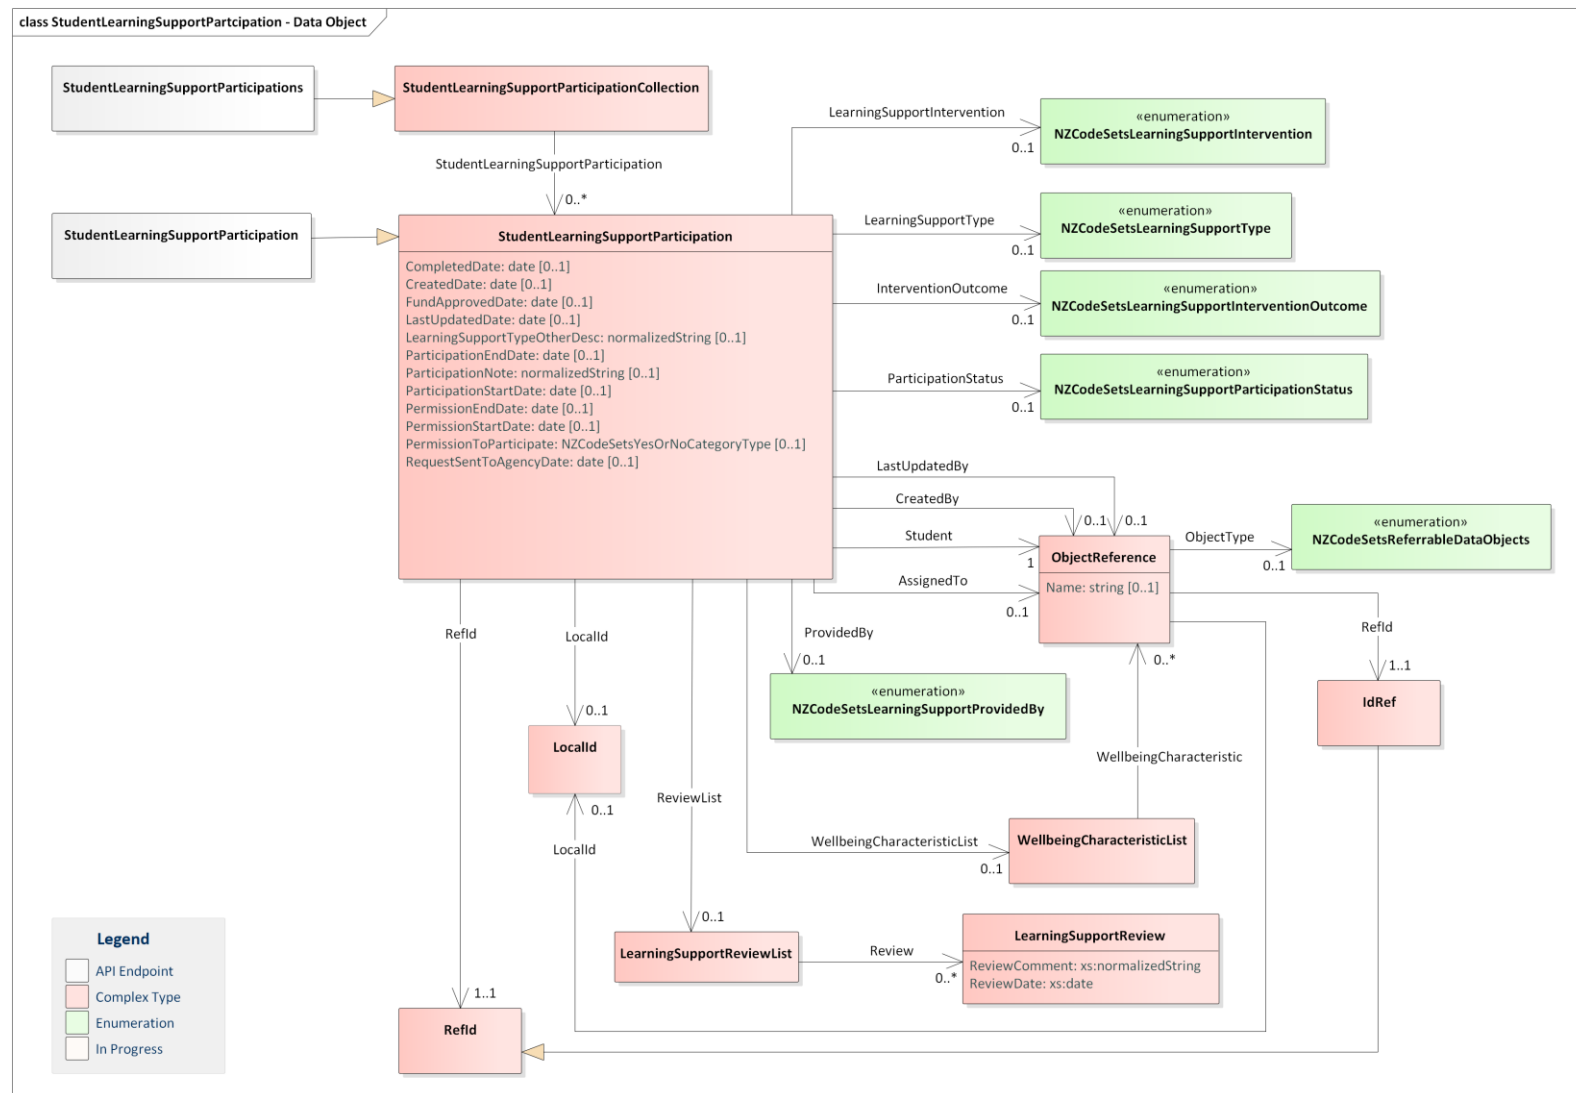 class StudentLearningSupportPartcipation - Data Object
StudentLearningSupportParticipations
StudentLearningSupportParticipationCollection
LearningSupportIntervention
0..1
«enumeration»
NZCodeSetsLearningSupportIntervention
StudentLearningSupportParticipation
0..*
StudentLearningSupportParticipation
StudentLearningSupportParticipation
CompletedDate: date [0..1]
CreatedDate: date [0..1]
FundApprovedDate: date [0..1]
LastUpdatedDate: date [0..1]
LearningSupportTypeOtherDesc: normalizedString [0..1]
ParticipationEndDate: date [0..1]
ParticipationNote: normalizedString [0..1]
ParticipationStartDate: date [0..1]
PermissionEndDate: date [0..1]
PermissionStartDate: date [0..1]
PermissionToParticipate: NZCodeSetsYesOrNoCategoryType [0..1]
RequestSentToAgencyDate: date [0..1]
LearningSupportType
0..1
«enumeration»
NZCodeSetsLearningSupportType
InterventionOutcome
0..1
«enumeration»
NZCodeSetsLearningSupportInterventionOutcome
ParticipationStatus
0..1
«enumeration»
NZCodeSetsLearningSupportParticipationStatus
LastUpdatedBy
0..1
CreatedBy
0..1
Student
1
AssignedTo
0..1
ObjectReference
Name: string [0..1]
ObjectType
0..1
«enumeration»
NZCodeSetsReferrableDataObjects
RefId
1..1
IdRef
RefId
LocalId
0..1
LocalId
0..1
LocalId
ProvidedBy
0..1
«enumeration»
NZCodeSetsLearningSupportProvidedBy
0..*
WellbeingCharacteristic
ReviewList
WellbeingCharacteristicList
0..1
WellbeingCharacteristicList
0..1
LearningSupportReviewList
Review
0..*
LearningSupportReview
ReviewComment: xs:normalizedString
ReviewDate: xs:date
1..1
RefId
Legend
API Endpoint
Complex Type
Enumeration
In Progress